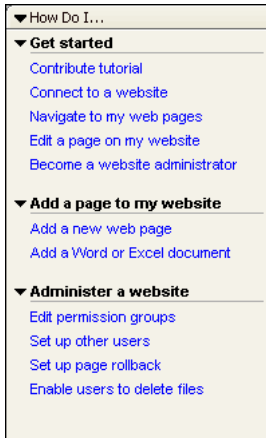 How Do I...
Get started
Contribute tutorial
Connect to a website
Navigate to my web pages
Edit a page on my website
Become a website administrator
Add a page to my website
Add a new web page
Add a Word or Excel document
Administer a website
Edit permission groups
Set up other users
Set up page rollback
Enable users to delete files